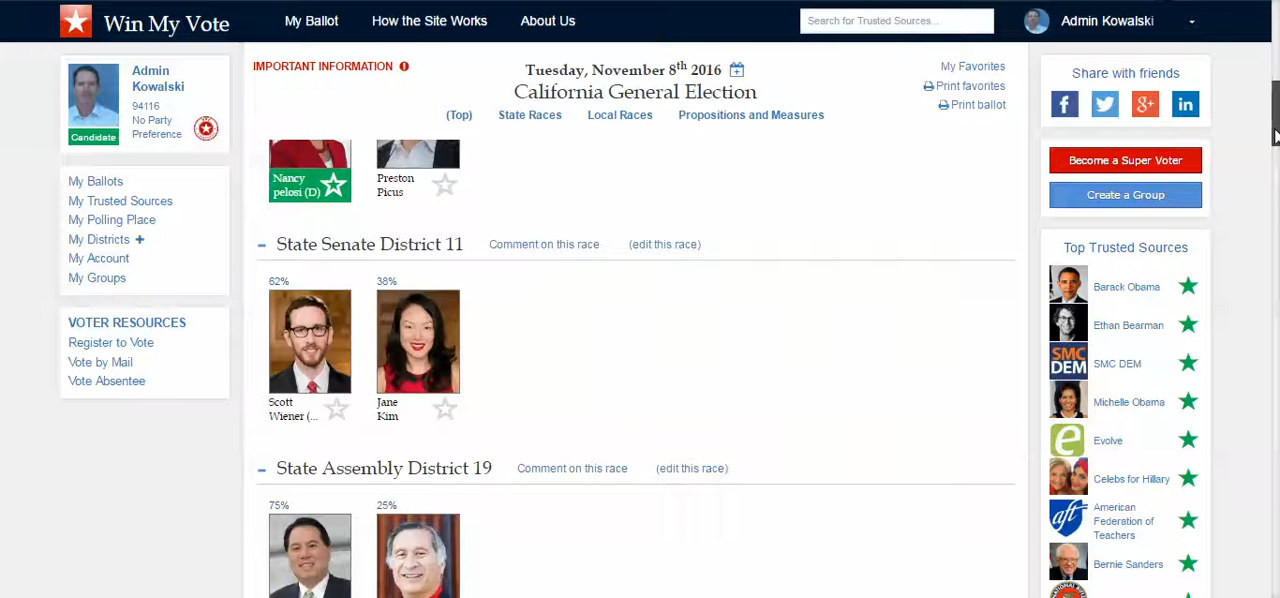 Win My Vote
My Ballot
How the Site Works
About Us
Search for Trusted Sources...
Admin Kowalski
Admin
Kowalski
94116
No Party
Preference
Candidate
My Ballots
My Trusted Sources
My Polling Place
My Districts +
My Account
My Groups
VOTER RESOURCES
Register to Vote
Vote by Mail
Vote Absentee
IMPORTANT INFORMATION
Tuesday, November 8th 2016
California General Election
(Top)
State Races
Local Races
Propositions and Measures
My Favorites
Print favorites
Print ballot
Nancy
pelosi (D)
Preston
Picus
State Senate District 11
Comment on this race
(edit this race)
62%
38%
Scott
Wiener (...
Jane
Kim
State Assembly District 19
Comment on this race
(edit this race)
75%
25%
Share with friends
f
g+
in
Become a Super Voter
Create a Group
Top Trusted Sources
Barack Obama
Ethan Bearman
SMC
DEM
SMC DEM
Michelle Obama
e
Evolve
Celebs for Hillary
aft
American
Federation of
Teachers
Bernie Sanders